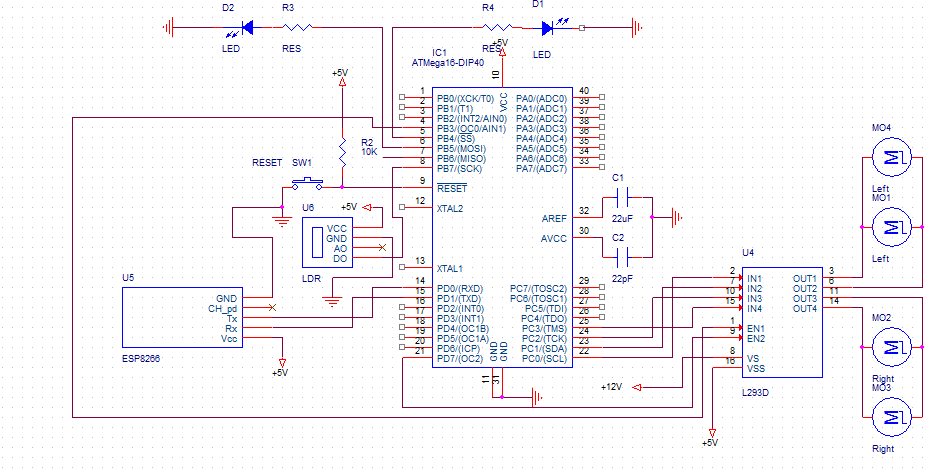 D2
R3
R4
D1
LED
RES
RES
LED
+5V
IC1
ATMega16-DIP40
10
VCC
1 PB0/(XCK/T0) PA0/(ADC0) 40
2 PB1/(T1) PA1/(ADC1) 39
3 PB2/(INT2/AIN0) PA2/(ADC2) 37
4 PB3/(OC0/AIN1) PA3/(ADC3) 38
5 PB4/(SS) PA4/(ADC4) 36
6 PB5/(MOSI) PA5/(ADC5) 35
7 PB6/(MISO) PA6/(ADC6) 34
8 PB7/(SCK) PA7/(ADC7) 33
+5V
R2
10K
RESET SW1
9 RESET
12 XTAL2
AREF 32
AVCC 30
C1
22uF
C2
22pF
U6
+5V
VCC
GND
AO
DO
LDR
13 XTAL1
14 PD0/(RXD) PC7/(TOSC2) 29
15 PD1/(TXD) PC6/(TOSC1) 28
16 PD2/(INT0) PC5/(TDI) 27
17 PD3/(INT1) PC4/(TDO) 26
18 PD4/(OC1B) PC3/(TMS) 25
19 PD5/(OC1A) PC2/(TCK) 24
20 PD6/(ICP) PC1/(SDA) 23
21 PD7/(OC2) PC0/(SCL) 22
GND
GND
11
31
U5
GND
CH_pd
Tx
Rx
Vcc
ESP8266
+5V
U4
2 IN1 OUT1 3
7 IN2 OUT2 6
10 IN3 OUT3 11
15 IN4 OUT4 14
1 EN1
9 EN2
8 VS
16 VSS
L293D
+12V
+5V
MO4
Left
MO1
Left
MO2
Right
MO3
Right